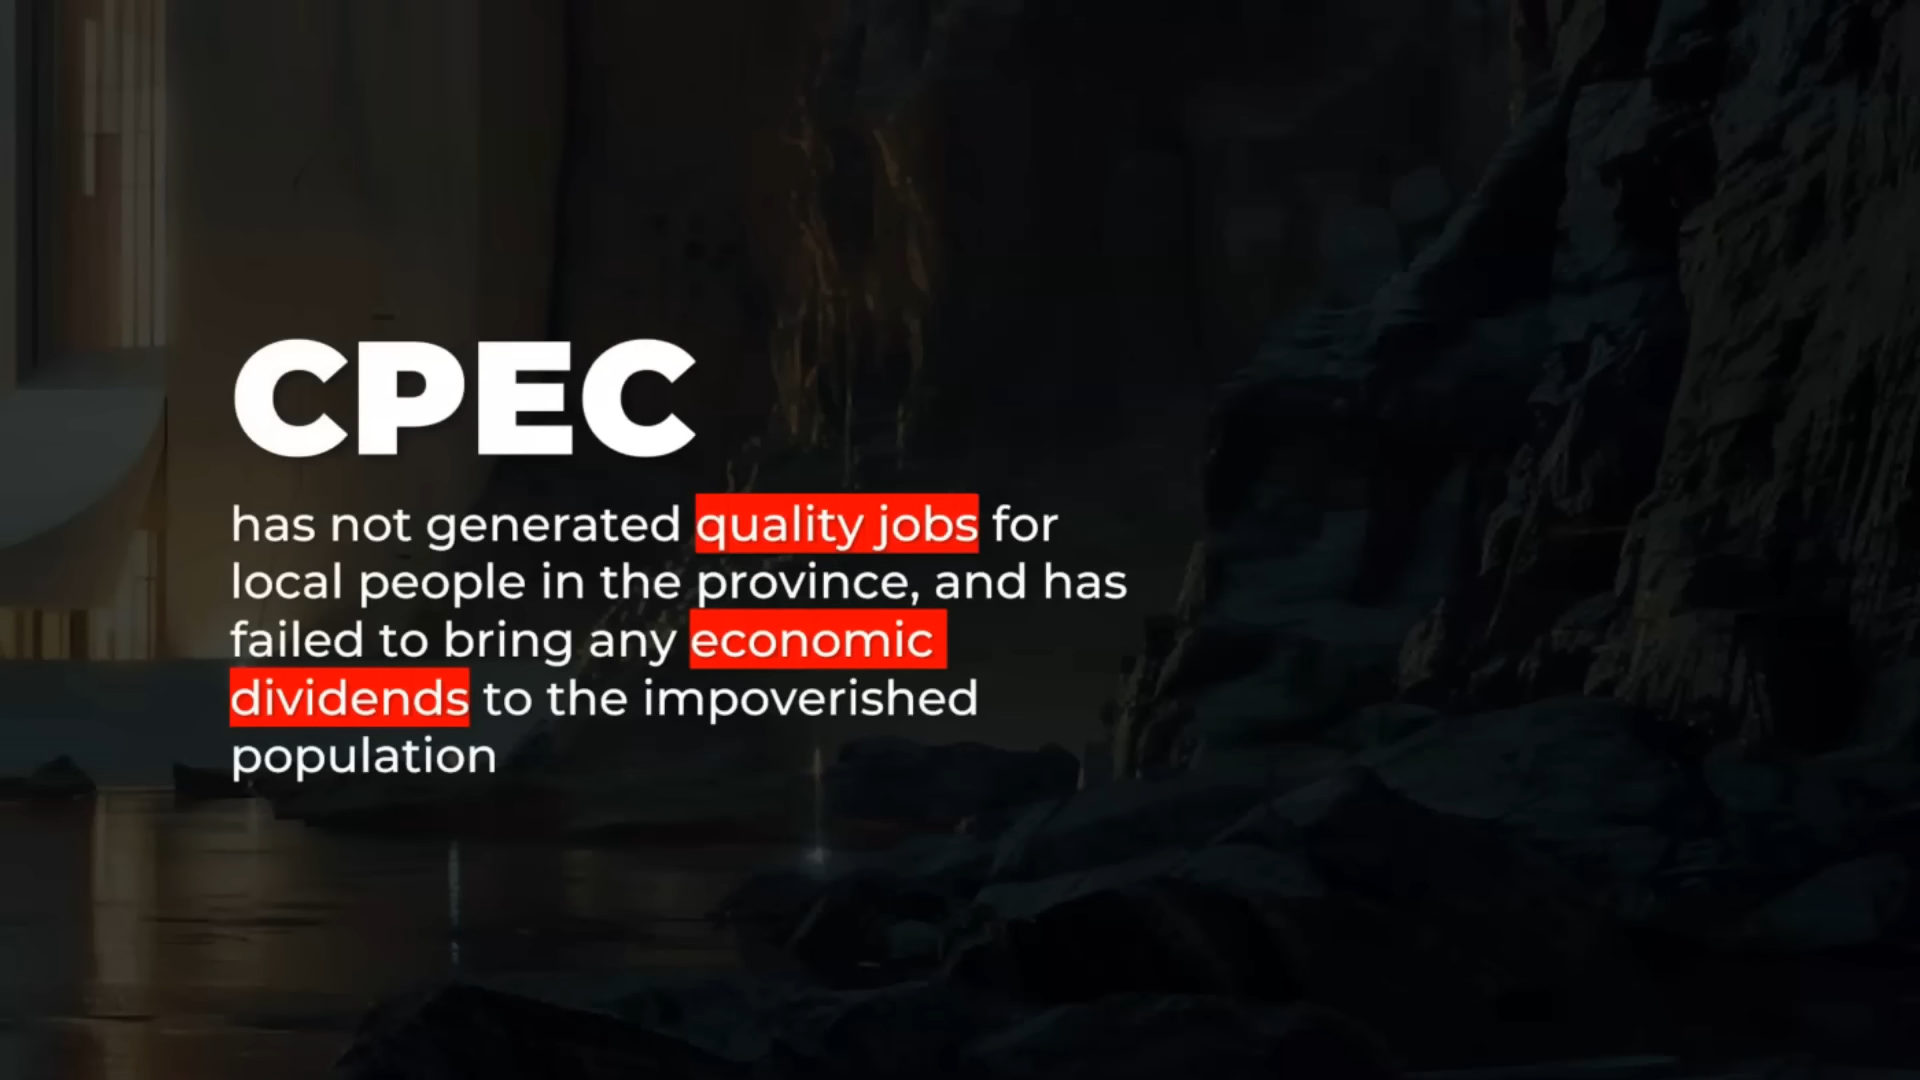 CPEC
has not generated quality jobs for
local people in the province, and has
failed to bring any economic
dividends to the impoverished
population